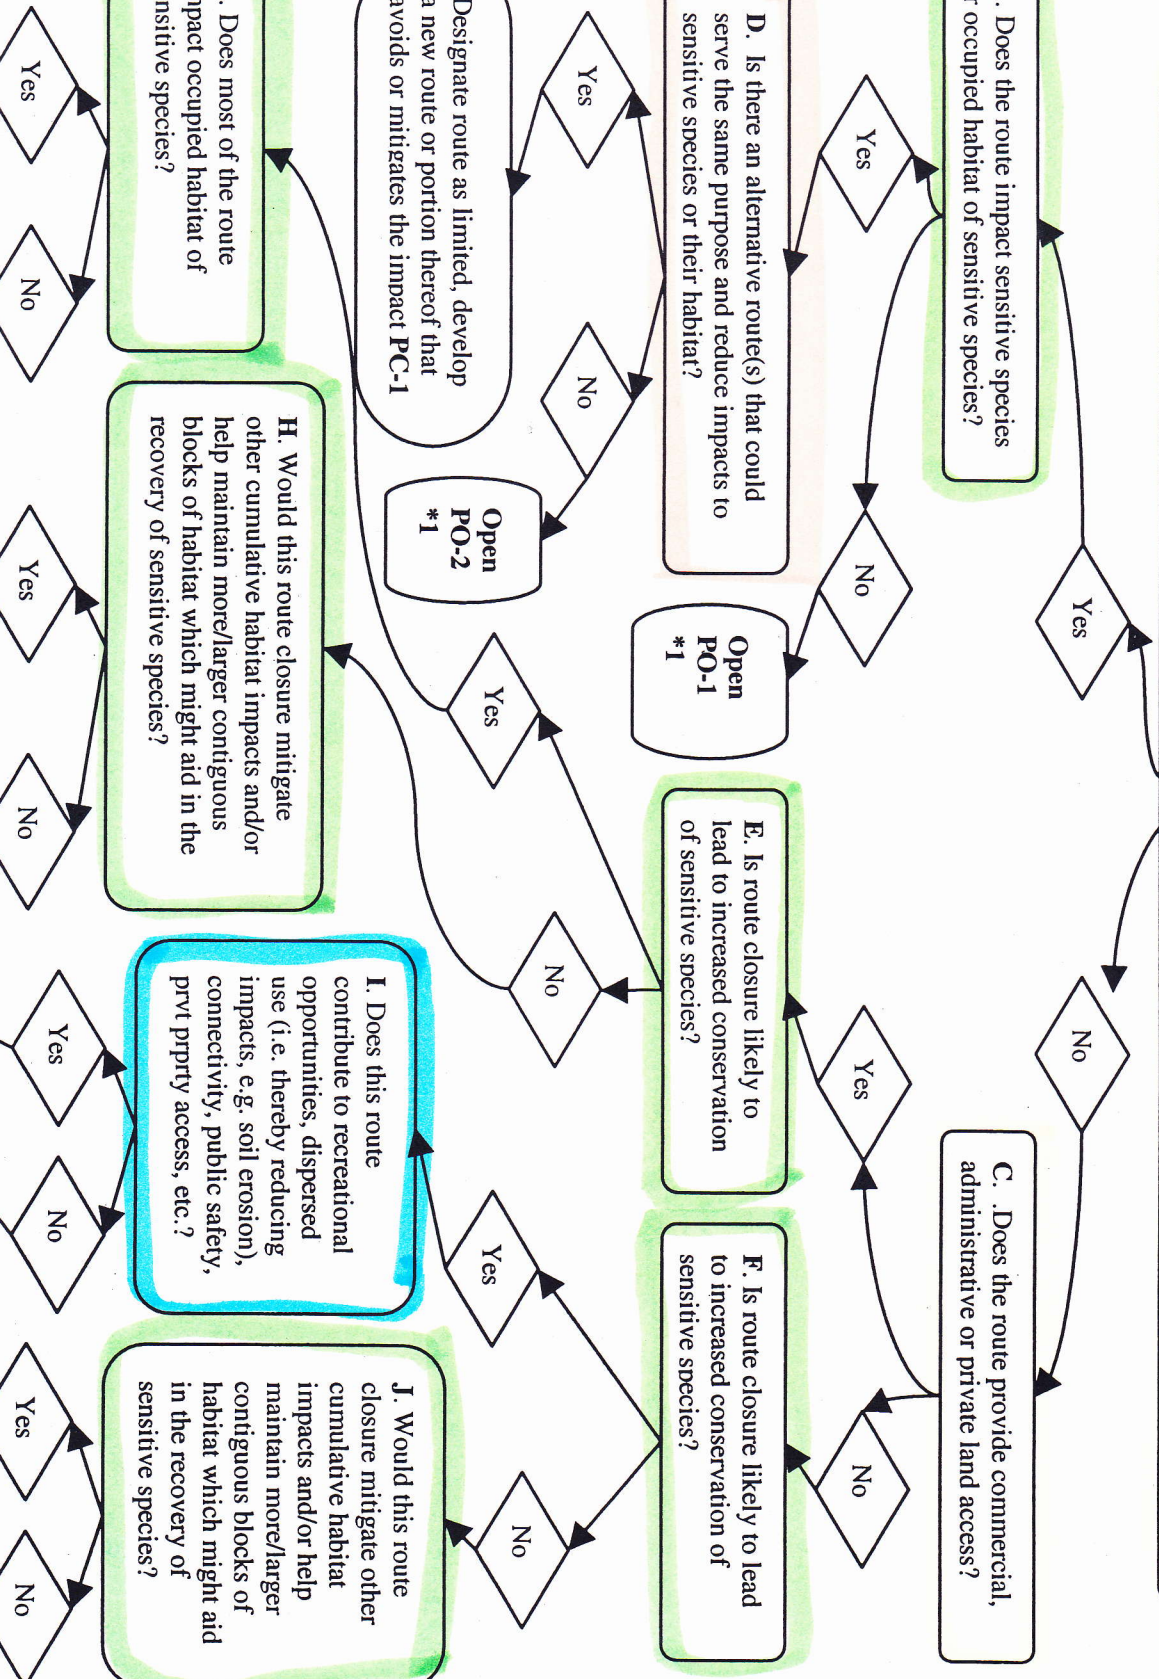 . Does the route impact sensitive species
r occupied habitat of sensitive species?
Yes
No
C. .Does the route provide commercial,
administrative or private land access?
Yes
No
Yes
No
D. Is there an alternative route(s) that could
serve the same purpose and reduce impacts to
sensitive species or their habitat?
Open
PO-1
*1
E. Is route closure likely to
lead to increased conservation
of sensitive species?
F. Is route closure likely to lead
to increased conservation of
sensitive species?
Yes
No
Yes
No
Yes
No
Designate route as limited, develop
a new route or portion thereof that
avoids or mitigates the impact PC-1
Open
PO-2
*1
. Does most of the route
npact occupied habitat of
nsitive species?
H. Would this route closure mitigate
other cumulative habitat impacts and/or
help maintain more/larger contiguous
blocks of habitat which might aid in the
recovery of sensitive species?
I. Does this route
contribute to recreational
opportunities, dispersed
use (i.e. thereby reducing
impacts, e.g. soil erosion),
connectivity, public safety,
prvt prprty access, etc.?
J. Would this route
closure mitigate other
cumulative habitat
impacts and/or help
maintain more/larger
contiguous blocks of
habitat which might aid
in the recovery of
sensitive species?
Yes
No
Yes
No
Yes
No
Yes
No